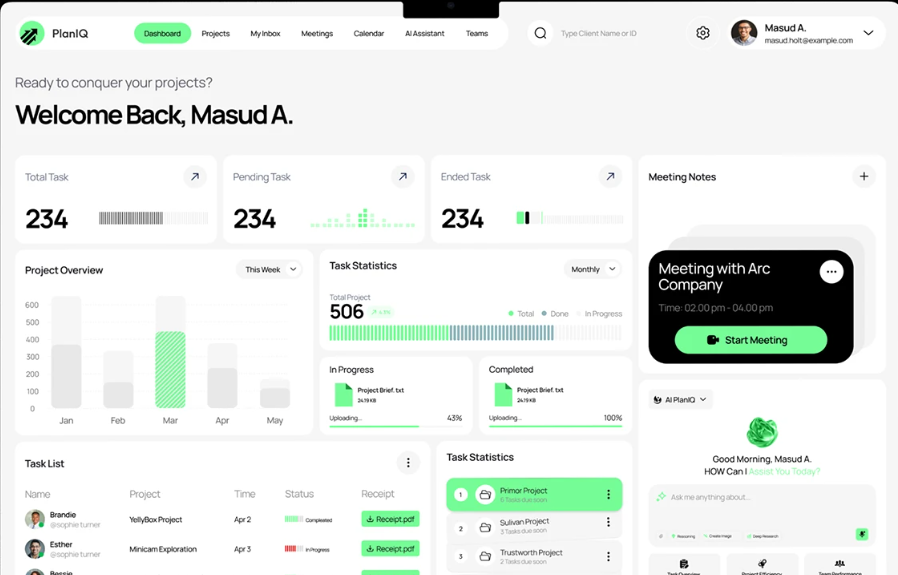 PlanIQ
Dashboard
Projects
My Inbox
Meetings
Calendar
AI Assistant
Teams
Type Client Name or ID
Masud A.
masud.holt@example.com
Ready to conquer your projects?
Welcome Back, Masud A.
Total Task
234
Pending Task
234
Ended Task
234
Meeting Notes
Meeting with Arc
Company
Time: 02.00 pm - 04.00 pm
Start Meeting
Project Overview
This Week
600
500
400
300
200
100
0
Jan
Feb
Mar
Apr
May
Task Statistics
Monthly
Total Project
506
Total
Done
In Progress
In Progress
Project Brief.txt
Uploading...
43%
Completed
Project Brief.txt
Uploading...
100%
AI PlanIQ
Good Morning, Masud A.
HOW Can I Assist You Today?
Ask me anything about...
Reasoning
Create Image
Deep Research
Task Overview
Project Efficiency
Team Performance
Task List
Name
Project
Time
Status
Receipt
Brandie
@sophie turner
YellyBox Project
Apr 2
Completed
Receipt.pdf
Esther
@sophie turner
Minicam Exploration
Apr 3
In Progress
Receipt.pdf
Bessie
Task Statistics
1
Primor Project
5 Tasks due soon
2
Sulivan Project
3 Tasks due soon
3
Trustworth Project
2 Tasks due soon